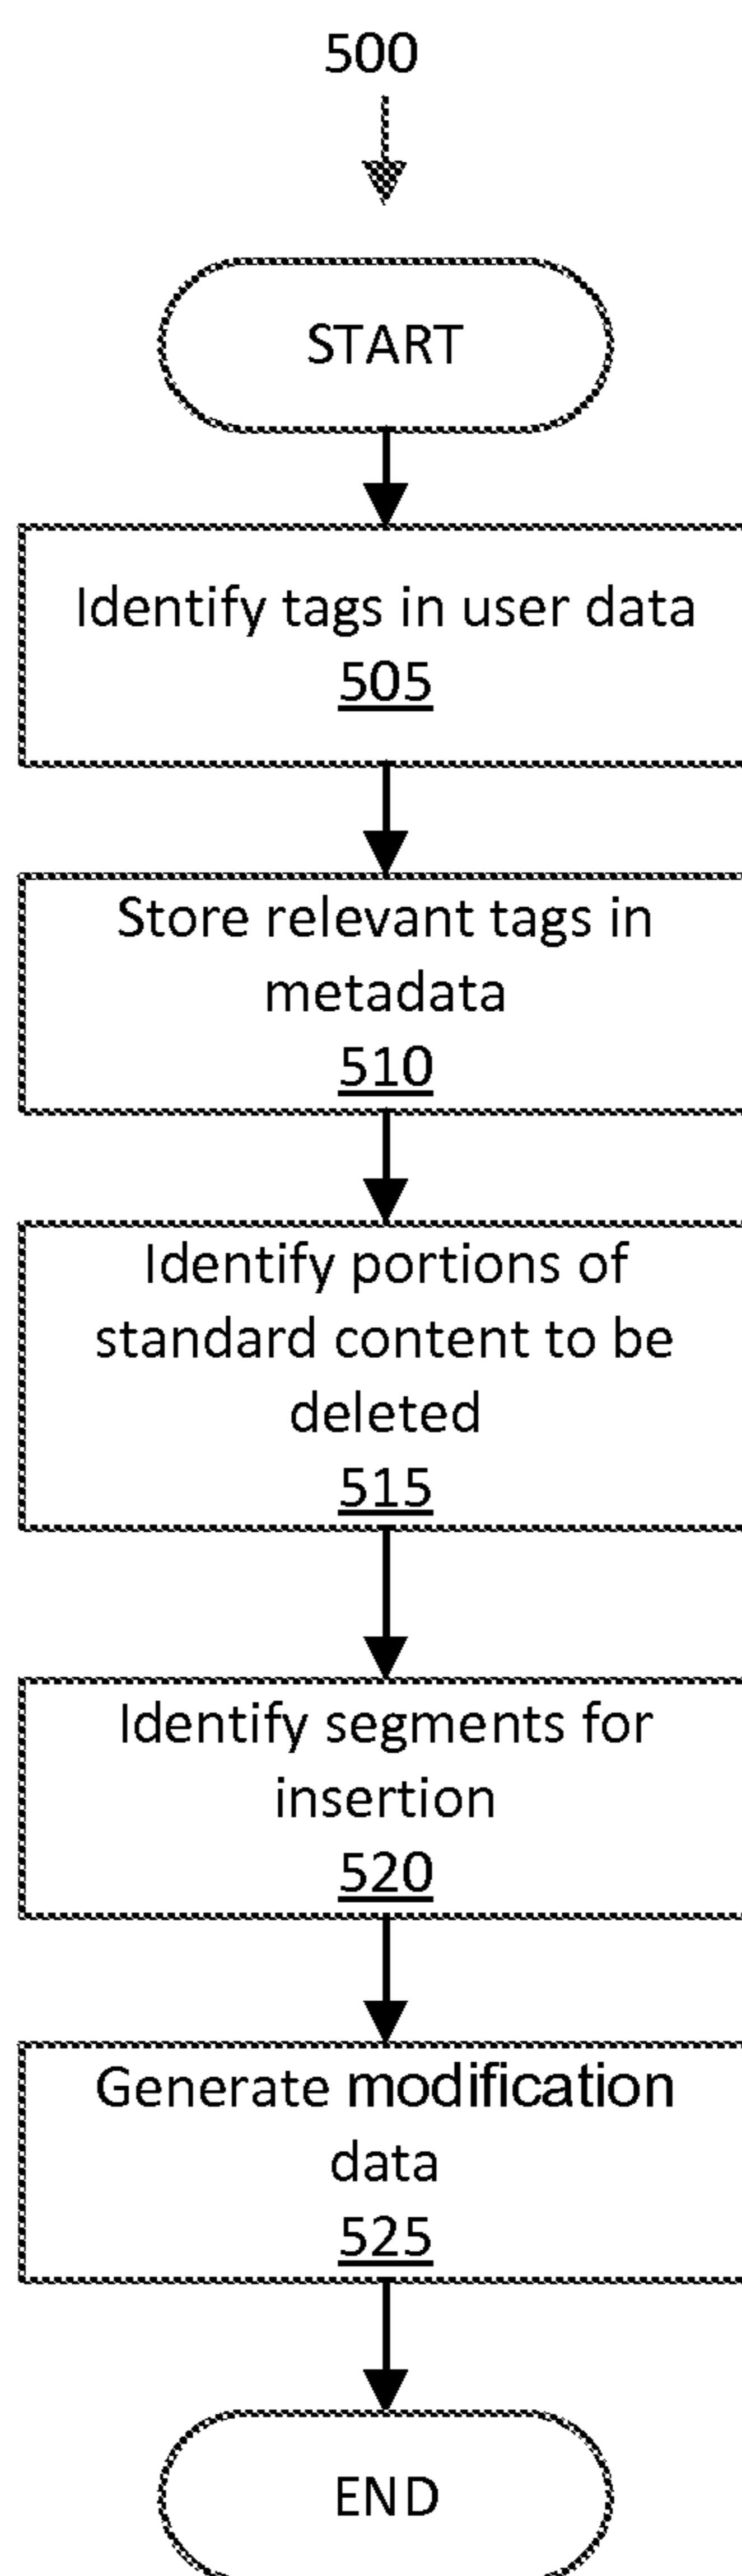 500
START
Identify tags in user data
505
Store relevant tags in
metadata
510
Identify portions of
standard content to be
deleted
515
Identify segments for
insertion
520
Generate modification
data
525
END